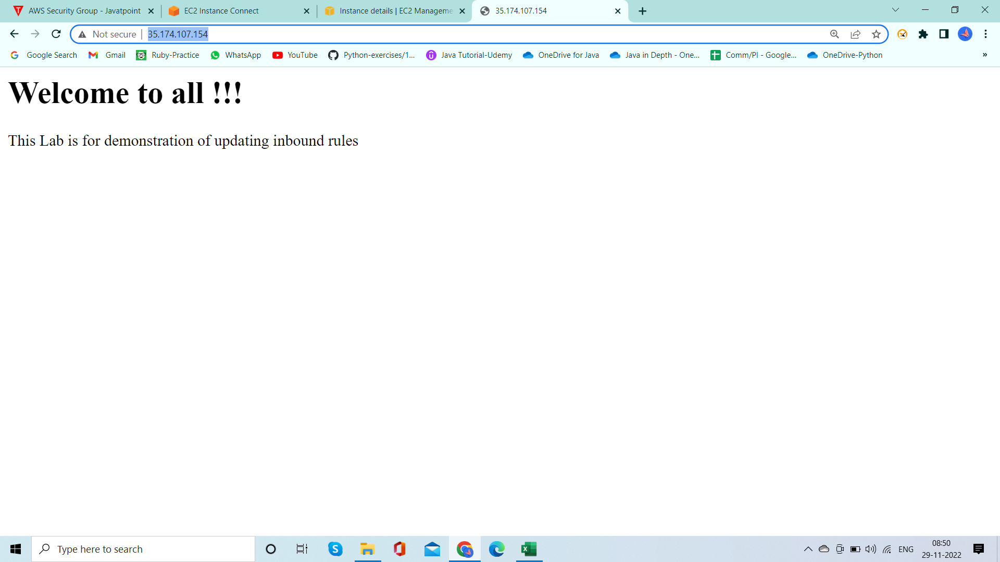 AWS Security Group - Javatpoint
EC2 Instance Connect
Instance details | EC2 Manageme
35.174.107.154
Not secure | 35.174.107.154
Google Search
Gmail
Ruby-Practice
WhatsApp
YouTube
Python-exercises/1...
Java Tutorial-Udemy
OneDrive for Java
Java in Depth - One...
Comm/PI - Google...
OneDrive-Python
»
Welcome to all !!!
This Lab is for demonstration of updating inbound rules
Type here to search
ENG
08:50
29-11-2022